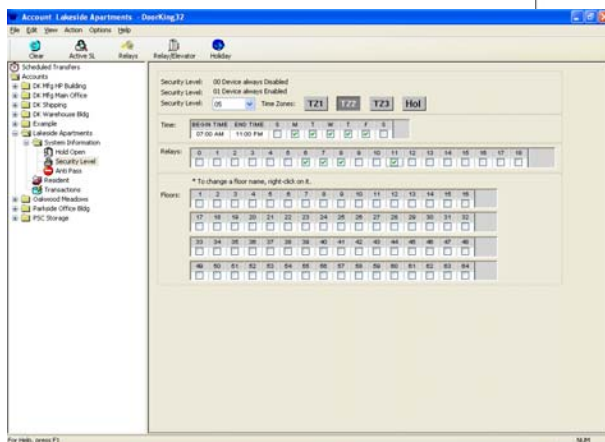 Account Lakeside Apartments - DoorKing32
File Edit View Action Options Help
Clear Active SL Relays Relay/Elevator Holiday
Scheduled Transfers
Accounts
DK Mfg HP Building
DK Mfg Main Office
DK Shipping
DK Warehouse Bldg
Example
Lakeside Apartments
System Information
Hold Open
Security Level
Anti Pass
Resident
Transactions
Oakwood Meadows
Parkside Office Bldg
PSC Storage
Security Level: 00 Device always Disabled
Security Level: 01 Device always Enabled
Security Level: 05 Time Zones: TZ1 TZ2 TZ3 Hol
BEGIN TIME END TIME S M T W T F S
Time: 07:00 AM 11:00 PM
Relays: 0 1 2 3 4 5 6 7 8 9 10 11 12 13 14 15 16 17 18
* To change a floor name, right-click on it.
Floors: 1 2 3 4 5 6 7 8 9 10 11 12 13 14 15 16
17 18 19 20 21 22 23 24 25 26 27 28 29 30 31 32
33 34 35 36 37 38 39 40 41 42 43 44 45 46 47 48
49 50 51 52 53 54 55 56 57 58 59 60 61 62 63 64
For Help, press F1
NUM